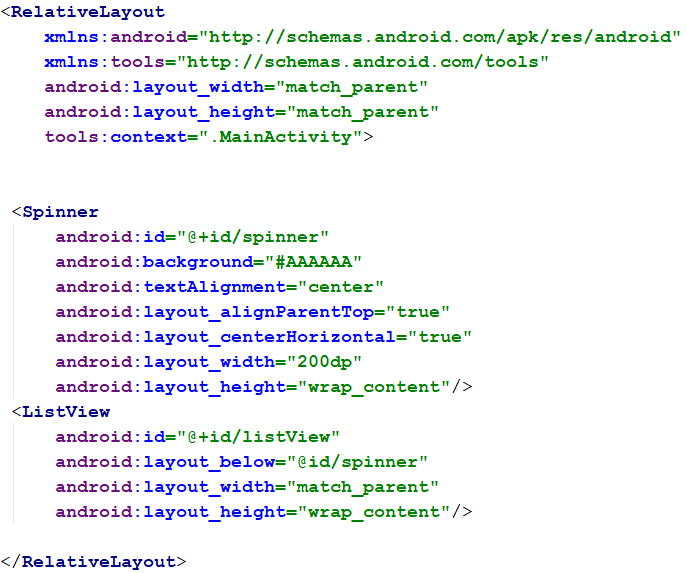 <RelativeLayout
    xmlns:android="http://schemas.android.com/apk/res/android"
    xmlns:tools="http://schemas.android.com/tools"
    android:layout_width="match_parent"
    android:layout_height="match_parent"
    tools:context=".MainActivity">
 <Spinner
     android:id="@+id/spinner"
     android:background="#AAAAAA"
     android:textAlignment="center"
     android:layout_alignParentTop="true"
     android:layout_centerHorizontal="true"
     android:layout_width="200dp"
     android:layout_height="wrap_content"/>
 <ListView
     android:id="@+id/listView"
     android:layout_below="@id/spinner"
     android:layout_width="match_parent"
     android:layout_height="wrap_content"/>
</RelativeLayout>